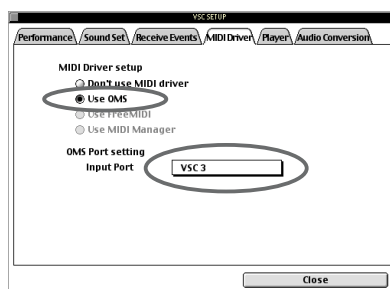 VSC SETUP
Performance Sound Set Receive Events MIDI Driver Player Audio Conversion
MIDI Driver setup
Don't use MIDI driver
Use OMS
Use FreeMIDI
Use MIDI Manager
OMS Port setting
Input Port VSC 3
Close